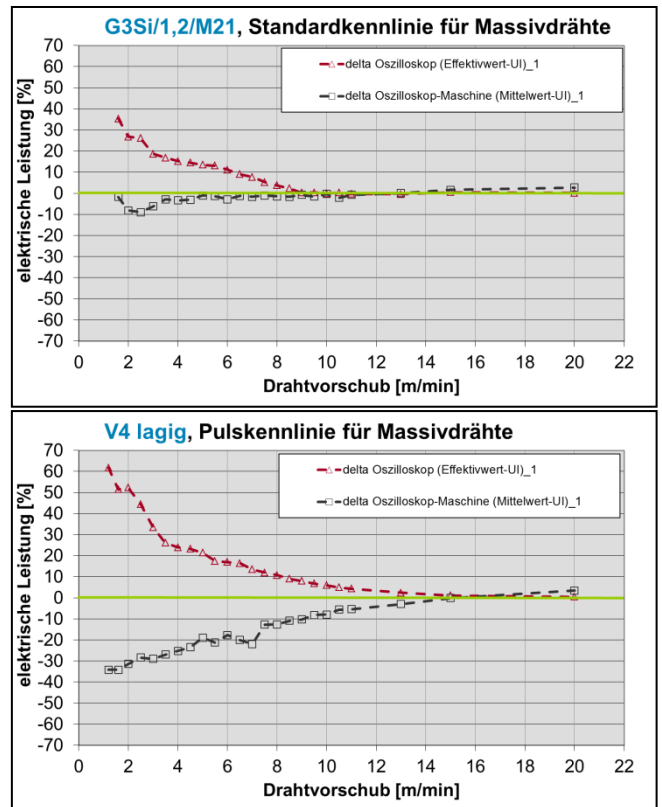 G3Si/1,2/M21, Standardkennlinie für Massivdrähte
elektrische Leistung [%]
70
60
50
40
30
20
10
0
-10
-20
-30
-40
-50
-60
-70
delta Oszilloskop (Effektivwert-UI)_1
delta Oszilloskop-Maschine (Mittelwert-UI)_1
0 2 4 6 8 10 12 14 16 18 20 22
Drahtvorschub [m/min]
V4 lagig, Pulskennlinie für Massivdrähte
elektrische Leistung [%]
70
60
50
40
30
20
10
0
-10
-20
-30
-40
-50
-60
-70
delta Oszilloskop (Effektivwert-UI)_1
delta Oszilloskop-Maschine (Mittelwert-UI)_1
0 2 4 6 8 10 12 14 16 18 20 22
Drahtvorschub [m/min]